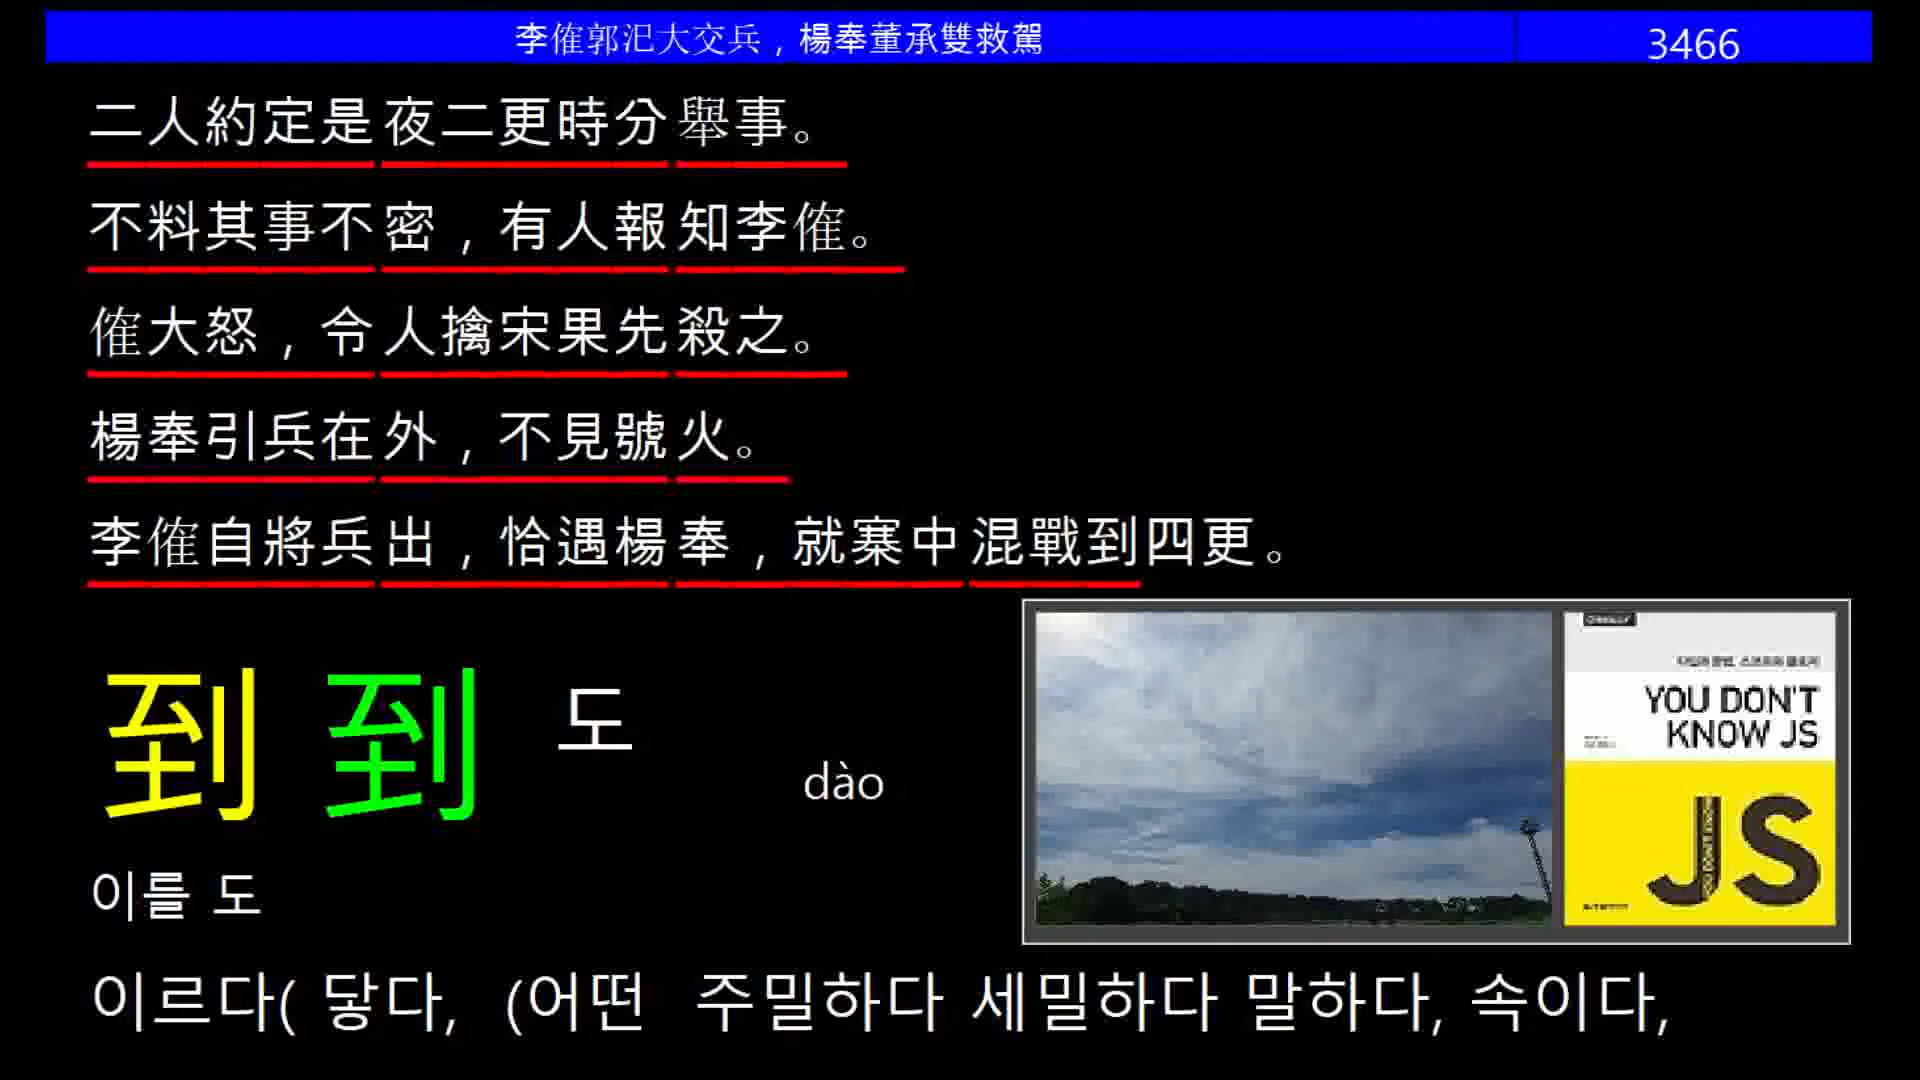 李傕郭汜大交兵，楊奉董承雙救駕
3466
二人約定是夜二更時分舉事。
不料其事不密，有人報知李傕。
傕大怒，令人擒宋果先殺之。
楊奉引兵在外，不見號火。
李傕自將兵出，恰遇楊奉，就寨中混戰到四更。
到 到 도
dào
이를 도
이르다( 닿다, (어떤 주밀하다 세밀하다 말하다, 속이다,
YOU DON'T
KNOW JS
JS